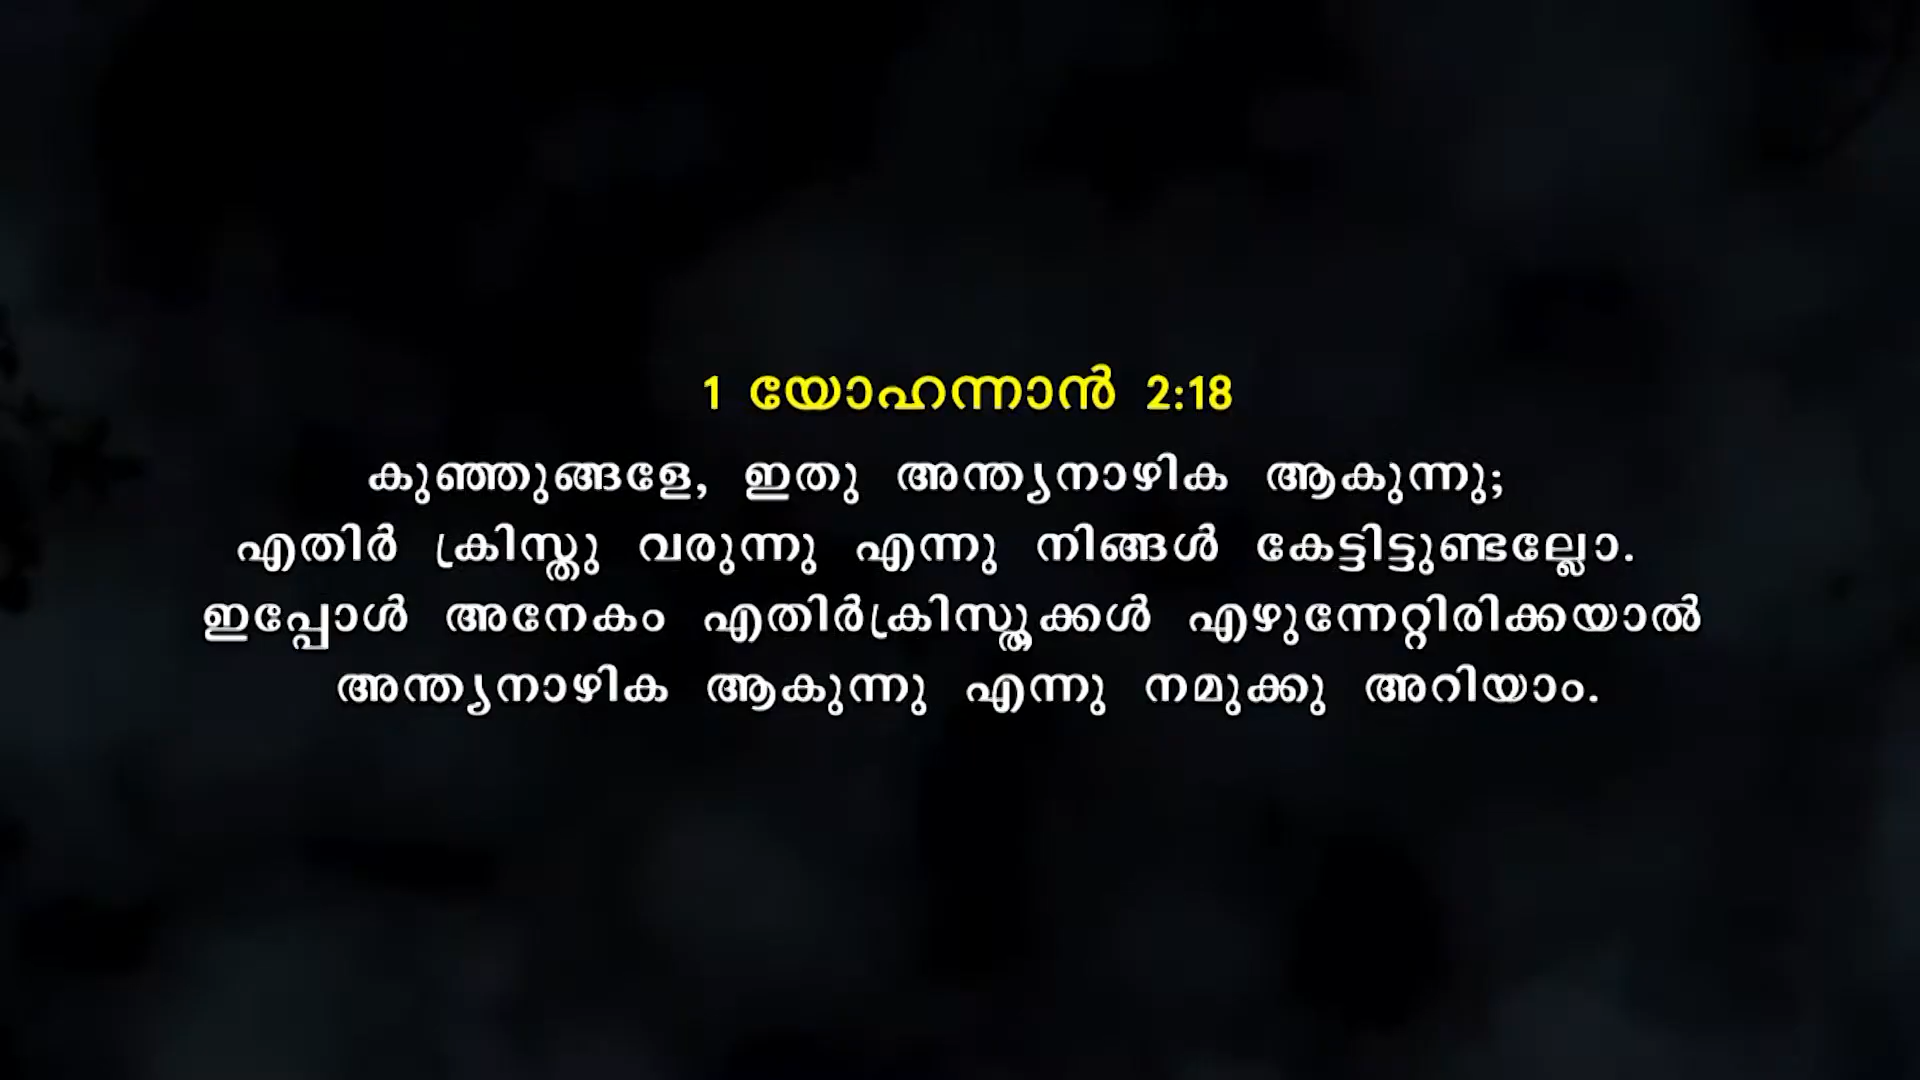 1 യോഹന്നാൻ 2:18
കുഞ്ഞുങ്ങളേ, ഇതു അന്ത്യനാഴിക ആകുന്നു;
എതിർ ക്രിസ്തു വരുന്നു എന്നു നിങ്ങൾ കേട്ടിട്ടുണ്ടല്ലോ.
ഇപ്പോൾ അനേകം എതിർക്രിസ്തുക്കൾ എഴുന്നേറ്റിരിക്കയാൽ
അന്ത്യനാഴിക ആകുന്നു എന്നു നമുക്കു അറിയാം.